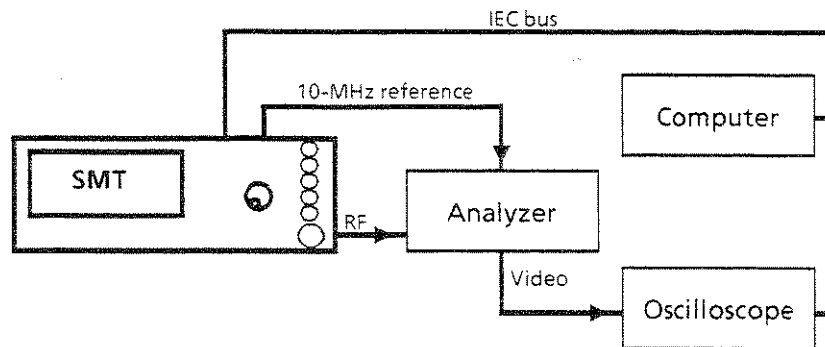 IEC bus
10-MHz reference
Computer
SMT
Analyzer
RF
Video
Oscilloscope